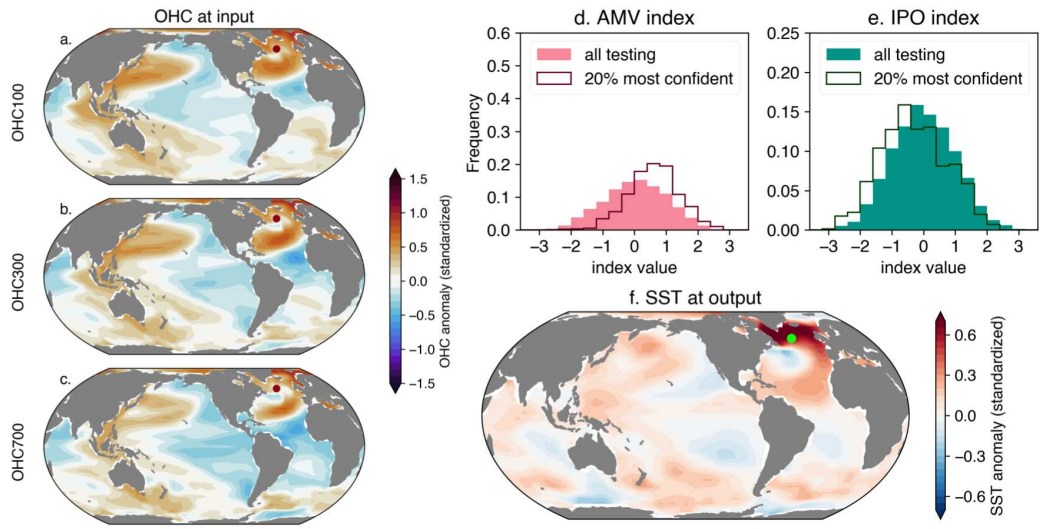 OHC at input
a.
OHC100
b.
OHC300
c.
OHC700
1.5
1.0
0.5
0.0
−0.5
−1.0
−1.5
OHC anomaly (standardized)
d. AMV index
0.6
0.5
0.4
0.3
0.2
0.1
0.0
Frequency
all testing
20% most confident
−3 −2 −1 0 1 2 3
index value
e. IPO index
0.25
0.20
0.15
0.10
0.05
0.00
all testing
20% most confident
−3 −2 −1 0 1 2 3
index value
f. SST at output
0.6
0.3
0.0
−0.3
−0.6
SST anomaly (standardized)